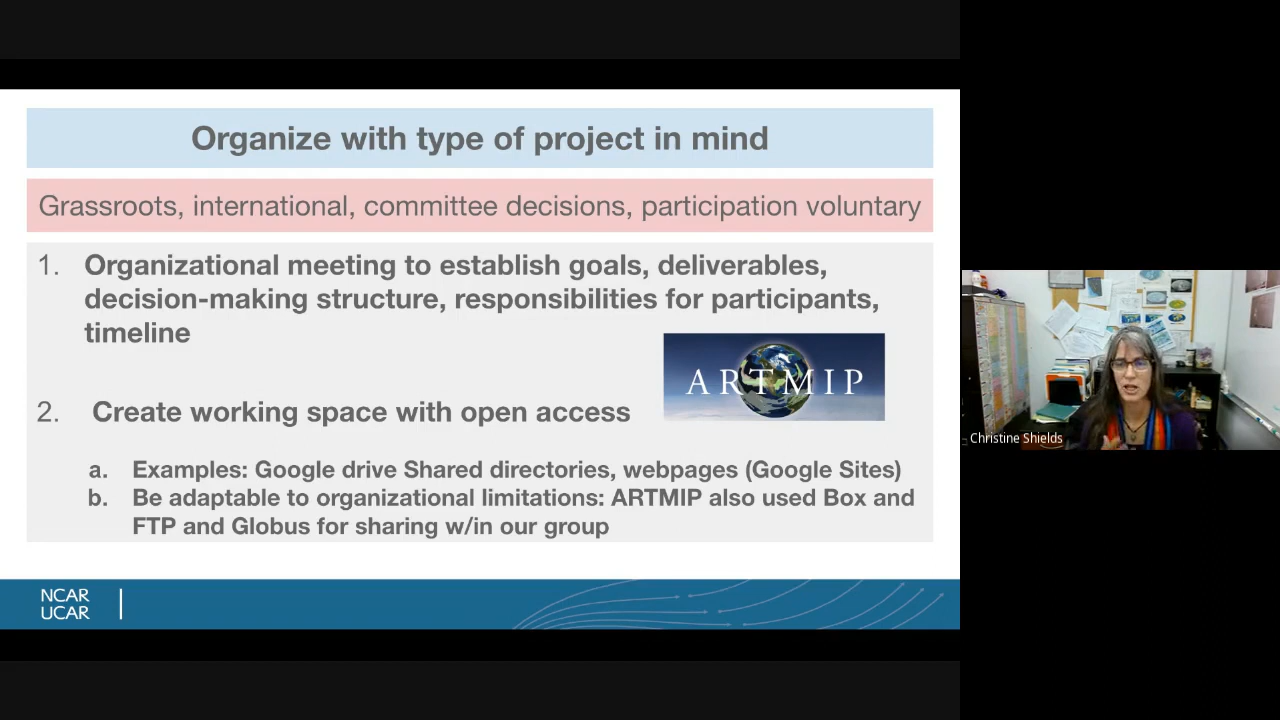 Organize with type of project in mind
Grassroots, international, committee decisions, participation voluntary
1. Organizational meeting to establish goals, deliverables,
decision-making structure, responsibilities for participants,
timeline
ARTMIP
2. Create working space with open access
a. Examples: Google drive Shared directories, webpages (Google Sites)
b. Be adaptable to organizational limitations: ARTMIP also used Box and
FTP and Globus for sharing w/in our group
NCAR
UCAR
Christine Shields